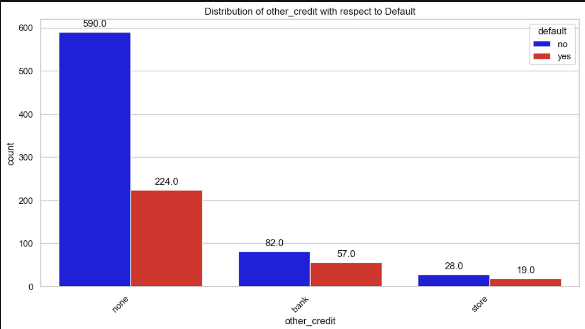 Distribution of other_credit with respect to Default
590.0
600
default
no
yes
500
400
count
300
224.0
200
100
82.0
57.0
28.0
19.0
0
none
bank
store
other_credit